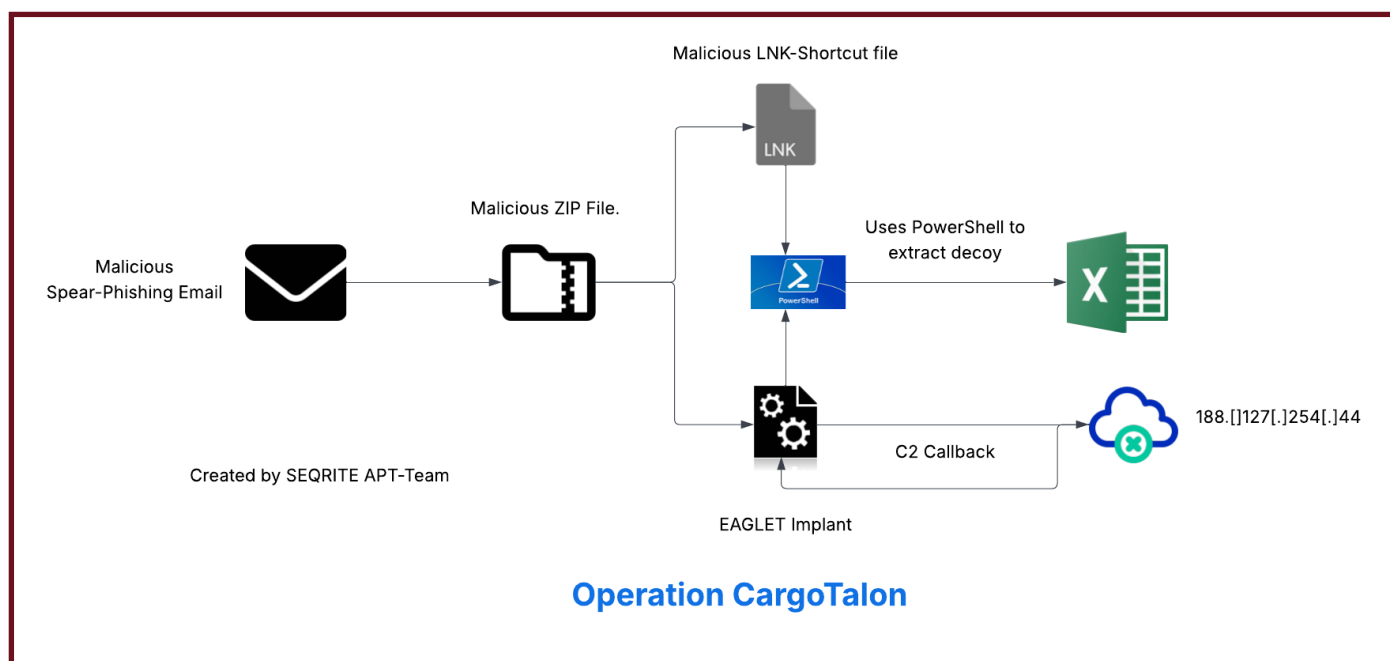 Malicious LNK-Shortcut file
LNK
Malicious ZIP File.
Uses PowerShell to
extract decoy
Malicious
Spear-Phishing Email
PowerShell
X
188.[]127[.]254[.]44
C2 Callback
Created by SEQRITE APT-Team
EAGLET Implant
Operation CargoTalon